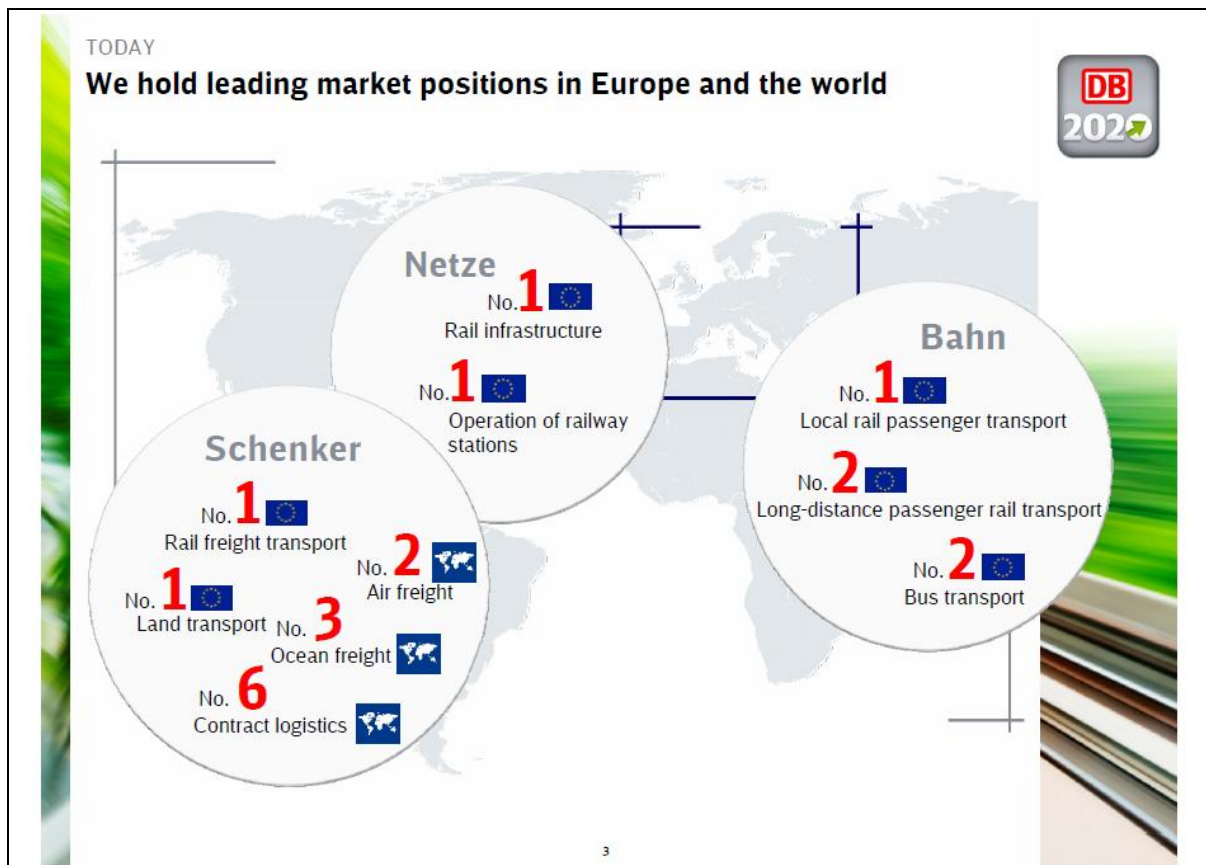 TODAY
We hold leading market positions in Europe and the world
DB
2020
Netze
No. 1
Rail infrastructure
No. 1
Operation of railway
stations
Schenker
No. 1
Rail freight transport
No. 2
Air freight
No. 1
Land transport
No. 3
Ocean freight
No. 6
Contract logistics
Bahn
No. 1
Local rail passenger transport
No. 2
Long-distance passenger rail transport
No. 2
Bus transport
3